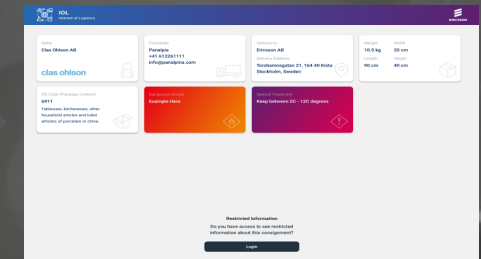 IOL
Internet of Logistics
ERICSSON
Seller
Clas Ohlson AB
clas ohlson
Forwarder
Panalpia
+41 612261111
info@panalpina.com
Delivery to
Ericsson AB
Delivery Address
Torshamnsgatan 21, 164 40 Kista
Stockholm, Sweden
Weight
10.5 kg
Width
20 cm
Length
90 cm
Height
40 cm
HS Code (Package Content)
6911
Tableware, kitchenware, other
household articles and toilet
articles; of porcelain or china
Dangerous Goods
Example Here
Special Treatment
Keep between 5C - 12C degress
Restricted Information
Do you have access to see restricted
information about this consignment?
Login